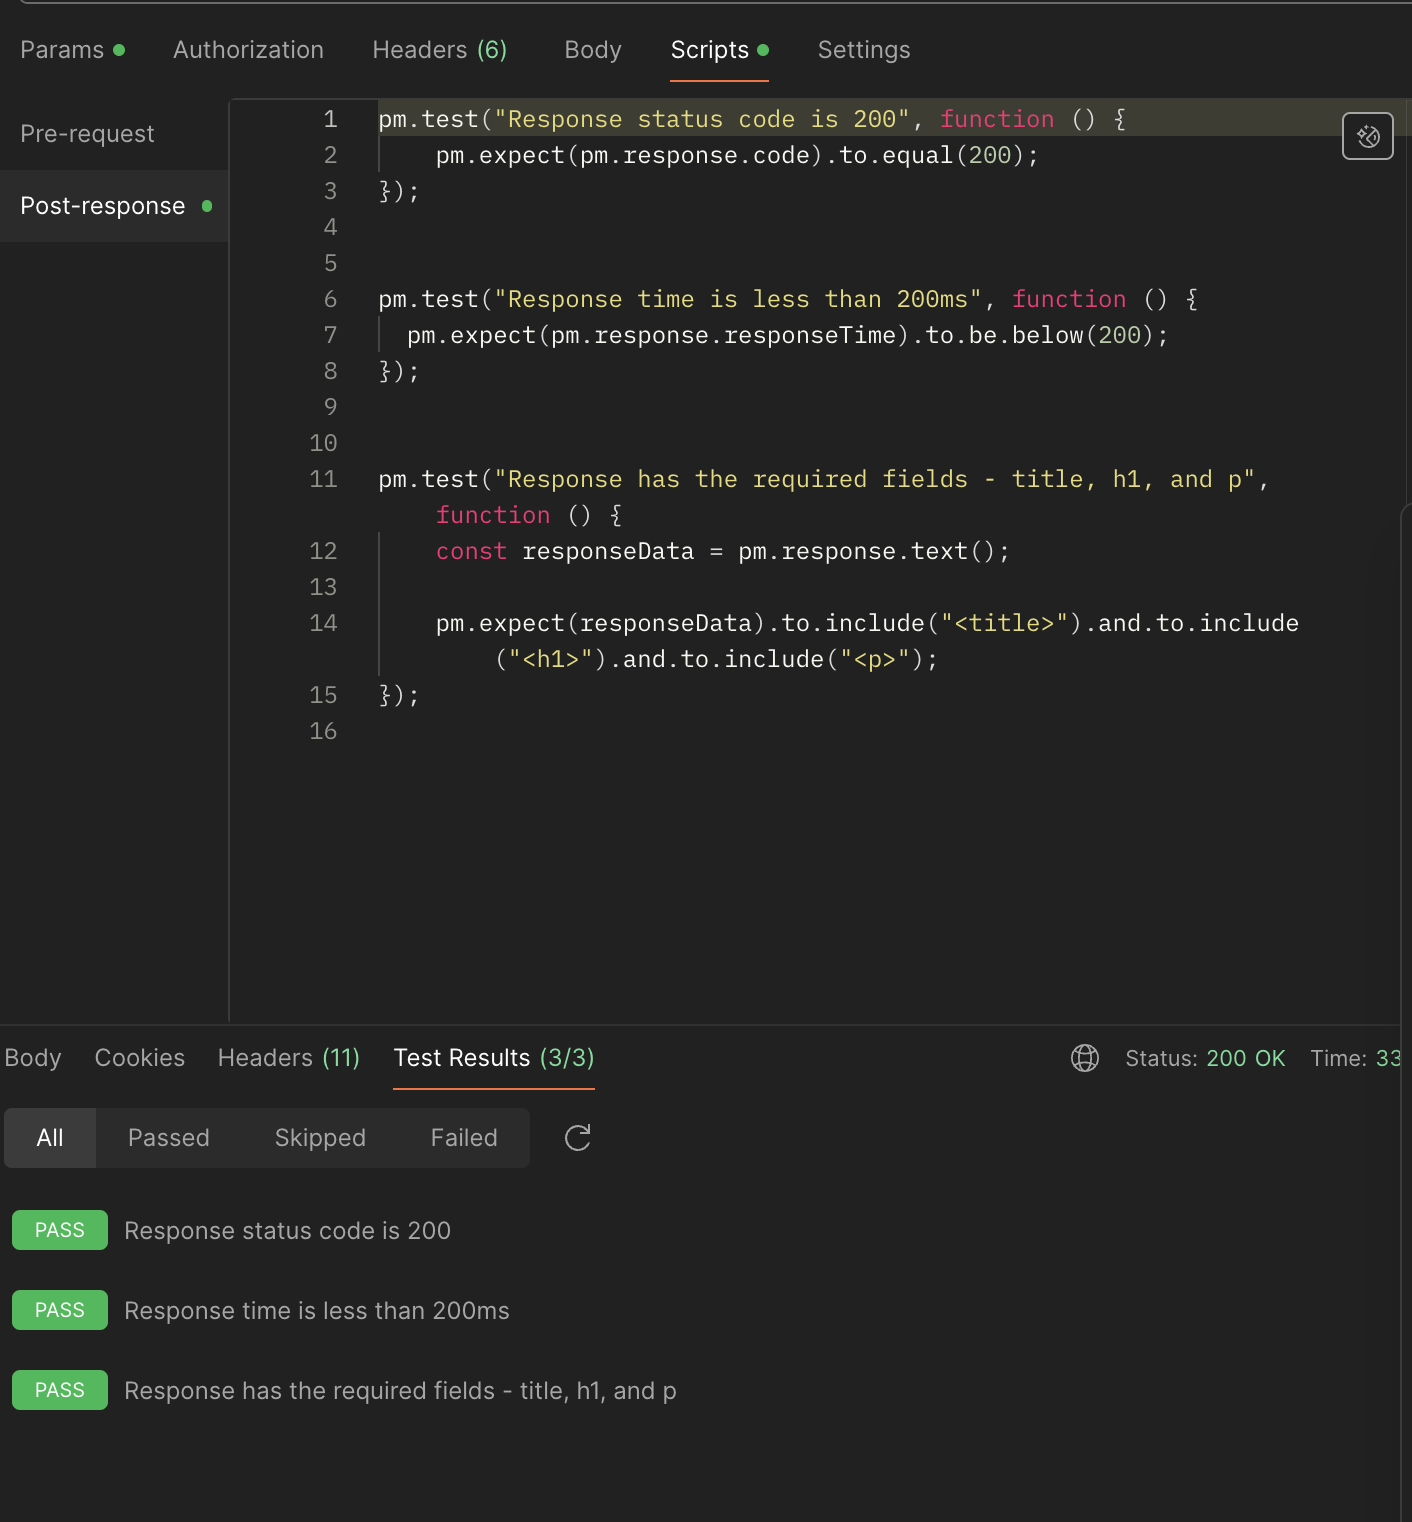 Params Authorization Headers (6) Body Scripts Settings
Pre-request
Post-response
1 pm.test("Response status code is 200", function () {
2 pm.expect(pm.response.code).to.equal(200);
3 });
4
5
6 pm.test("Response time is less than 200ms", function () {
7 pm.expect(pm.response.responseTime).to.be.below(200);
8 });
9
10
11 pm.test("Response has the required fields - title, h1, and p",
function () {
12 const responseData = pm.response.text();
13
14 pm.expect(responseData).to.include("<title>").and.to.include
("<h1>").and.to.include("<p>");
15 });
16
Body Cookies Headers (11) Test Results (3/3) Status: 200 OK Time: 33
All Passed Skipped Failed
PASS Response status code is 200
PASS Response time is less than 200ms
PASS Response has the required fields - title, h1, and p